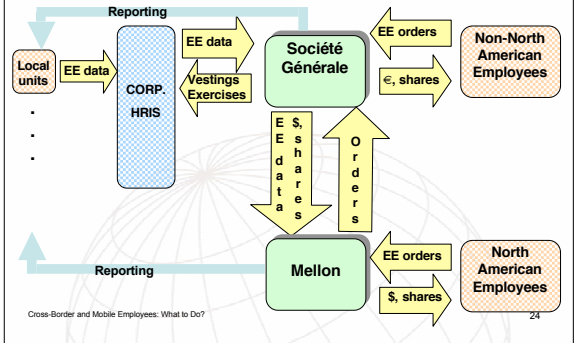 Reporting
Local
units
EE data
.
.
.
CORP.
HRIS
EE data
Vestings
Exercises
Société
Générale
EE orders
€, shares
Non-North
American
Employees
EE data
$, shares
Orders
Reporting
Mellon
EE orders
$, shares
North
American
Employees
Cross-Border and Mobile Employees: What to Do?
24